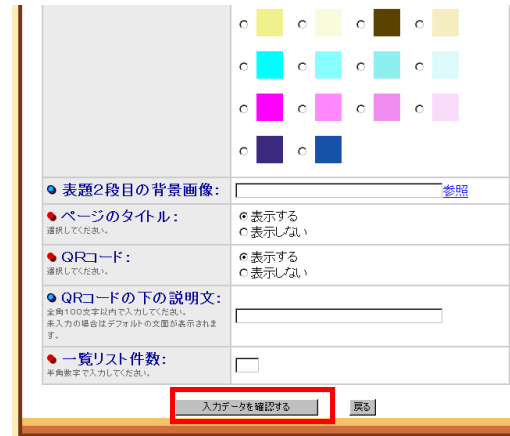 表題2段目の背景画像:
参照
ページのタイトル:
選択してください。
表示する
表示しない
QRコード:
選択してください。
表示する
表示しない
QRコードの下の説明文:
全角100文字以内で入力してください。
未入力の場合はデフォルトの文面が表示されま
す。
一覧リスト件数:
半角数字で入力してください。
入力データを確認する
戻る